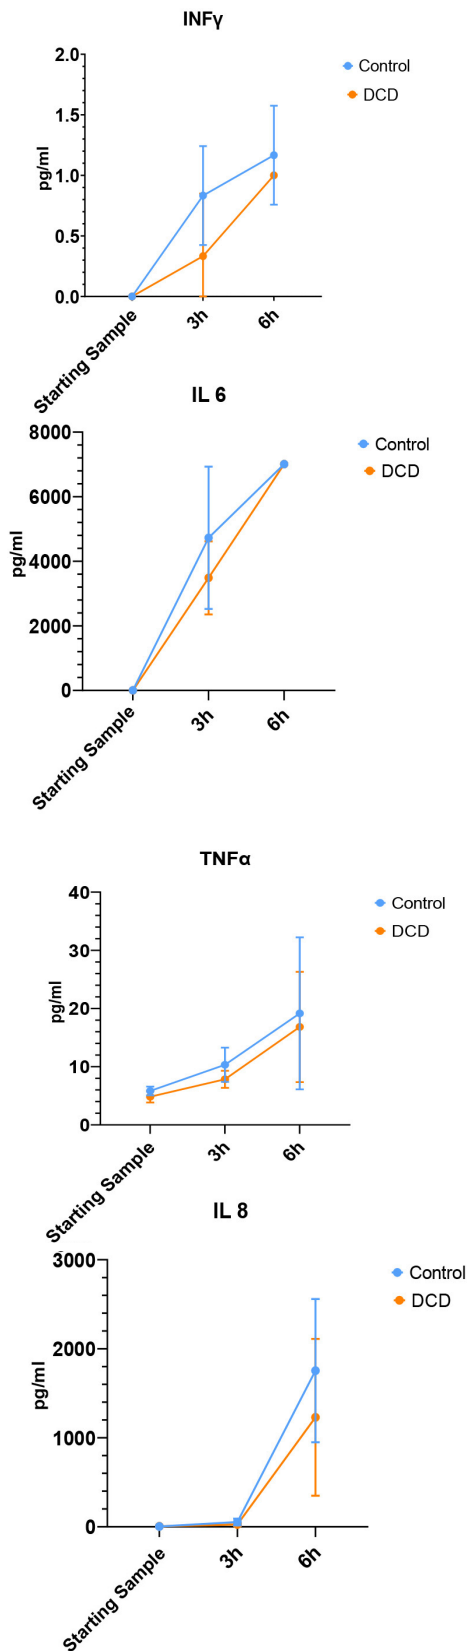 INFγ
2.0
1.5
1.0
0.5
0.0
pg/ml
Starting Sample
3h
6h
Control
DCD
IL 6
8000
6000
4000
2000
0
pg/ml
Starting Sample
3h
6h
Control
DCD
TNFα
40
30
20
10
0
pg/ml
Starting Sample
3h
6h
Control
DCD
IL 8
3000
2000
1000
0
pg/ml
Starting Sample
3h
6h
Control
DCD